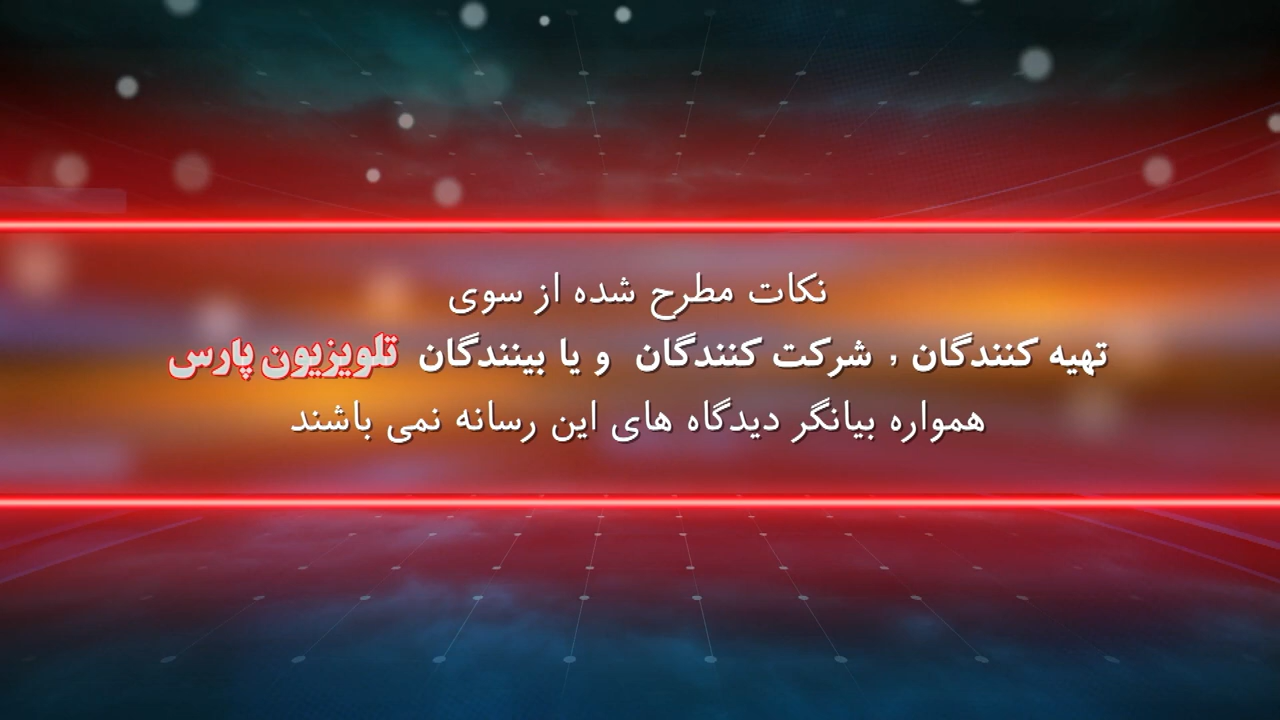 نکات مطرح شده از سوی
تهیه کنندگان , شرکت کنندگان و یا بینندگان تلویزیون پارس
همواره بیانگر دیدگاه های این رسانه نمی باشند